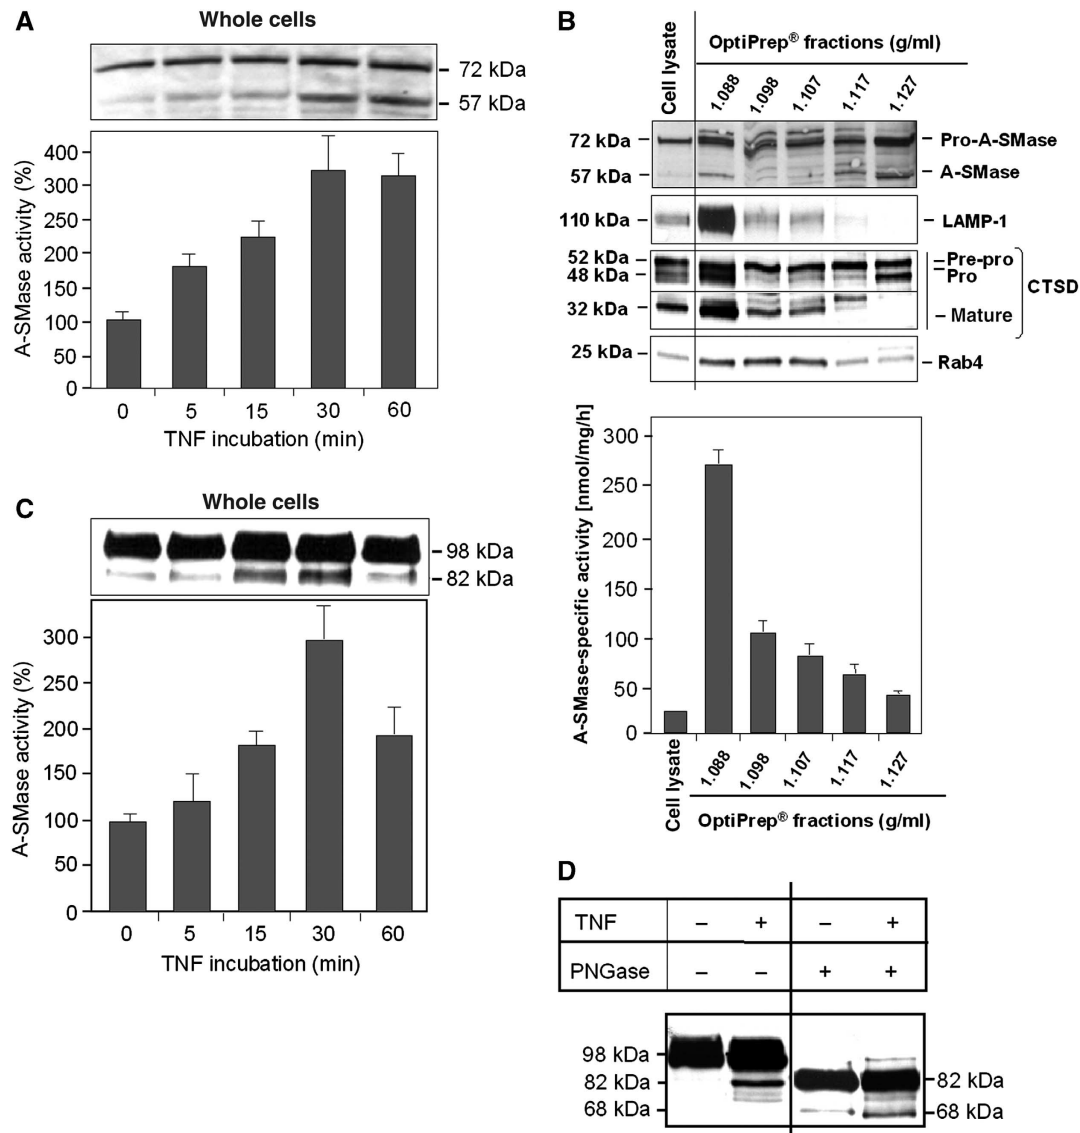 A
Whole cells
72 kDa
57 kDa
A-SMase activity (%)
400
300
250
200
150
100
50
0
0 5 15 30 60
TNF incubation (min)
B
Cell lysate
OptiPrep® fractions (g/ml)
1.088 1.098 1.107 1.117 1.127
72 kDa
57 kDa
Pro-A-SMase
A-SMase
110 kDa
LAMP-1
52 kDa
48 kDa
32 kDa
Pre-pro
Pro
Mature
CTSD
25 kDa
Rab4
A-SMase-specific activity [nmol/mg/h]
300
250
200
150
100
50
0
Cell lysate
1.088 1.098 1.107 1.117 1.127
OptiPrep® fractions (g/ml)
C
Whole cells
98 kDa
82 kDa
A-SMase activity (%)
300
250
200
150
100
50
0
0 5 15 30 60
TNF incubation (min)
D
TNF – + – +
PNGase – – + +
98 kDa
82 kDa
68 kDa
82 kDa
68 kDa